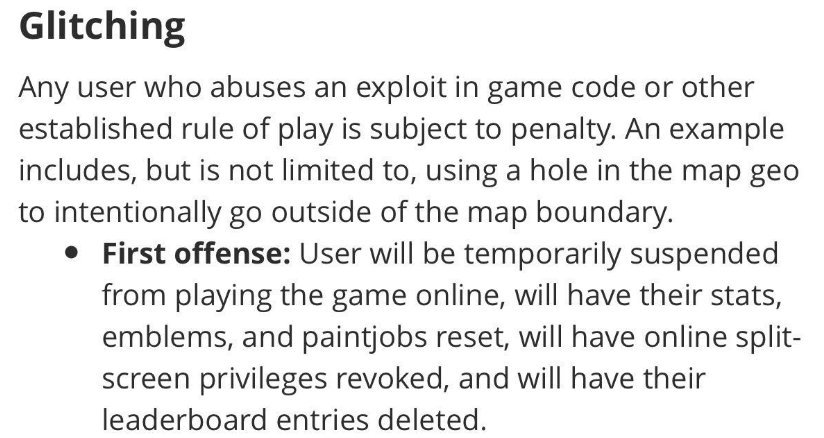 Glitching
Any user who abuses an exploit in game code or other
established rule of play is subject to penalty. An example
includes, but is not limited to, using a hole in the map geo
to intentionally go outside of the map boundary.
• First offense: User will be temporarily suspended
from playing the game online, will have their stats,
emblems, and paintjobs reset, will have online split-
screen privileges revoked, and will have their
leaderboard entries deleted.